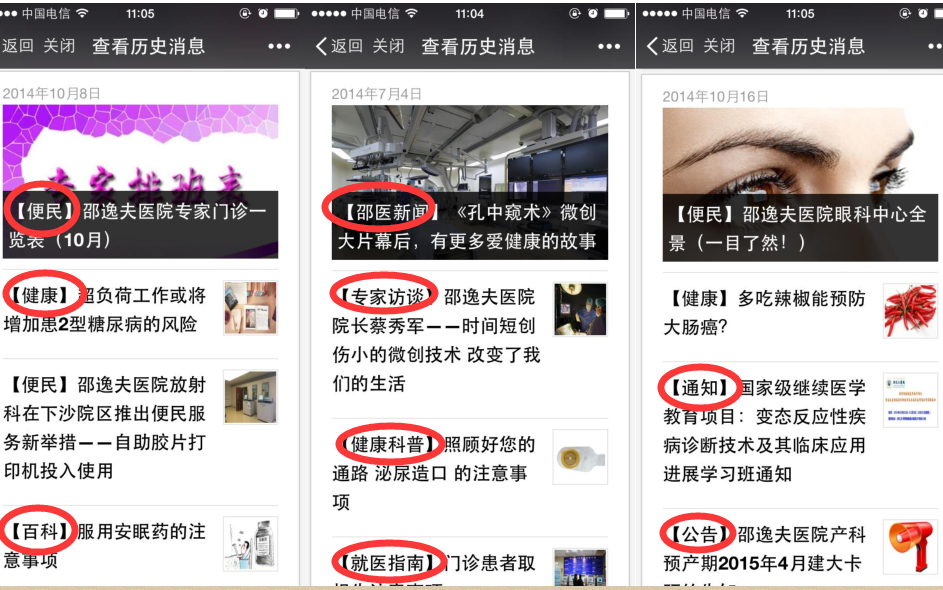 中国电信 11:05
返回 关闭 查看历史消息
2014年10月8日
专家排班表
【便民】邵逸夫医院专家门诊一
览表（10月）
【健康】超负荷工作或将
增加患2型糖尿病的风险
【便民】邵逸夫医院放射
科在下沙院区推出便民服
务新举措——自助胶片打
印机投入使用
【百科】服用安眠药的注
意事项
中国电信 11:04
返回 关闭 查看历史消息
2014年7月4日
【邵医新闻】《孔中窥术》微创
大片幕后，有更多爱健康的故事
【专家访谈】邵逸夫医院
院长蔡秀军——时间短创
伤小的微创技术 改变了我
们的生活
【健康科普】照顾好您的
通路 泌尿造口 的注意事
项
【就医指南】门诊患者取
中国电信 11:05
返回 关闭 查看历史消息
2014年10月16日
【便民】邵逸夫医院眼科中心全
景（一目了然！）
【健康】多吃辣椒能预防
大肠癌？
【通知】国家级继续医学
教育项目：变态反应性疾
病诊断技术及其临床应用
进展学习班通知
【公告】邵逸夫医院产科
预产期2015年4月建大卡